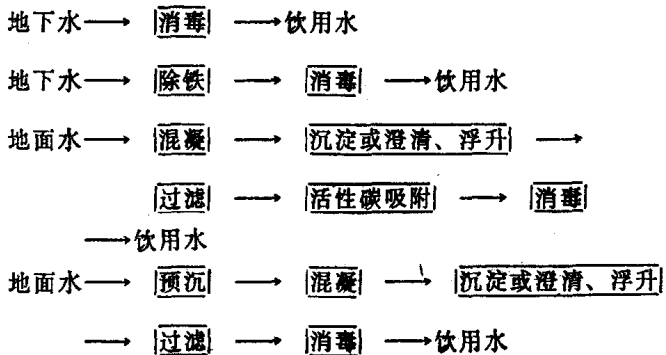 地下水→ 消毒 →饮用水
地下水→ 除铁 → 消毒 →饮用水
地面水→ 混凝 → 沉淀或澄清、浮升 →
过滤 → 活性碳吸附 → 消毒
→饮用水
地面水→ 预沉 → 混凝 → 沉淀或澄清、浮升
→ 过滤 → 消毒 →饮用水